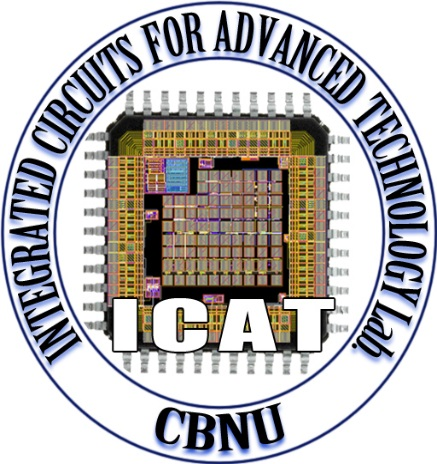 INTEGRATED CIRCUITS FOR ADVANCED TECHNOLOGY Lab.
ICAT
CBNU